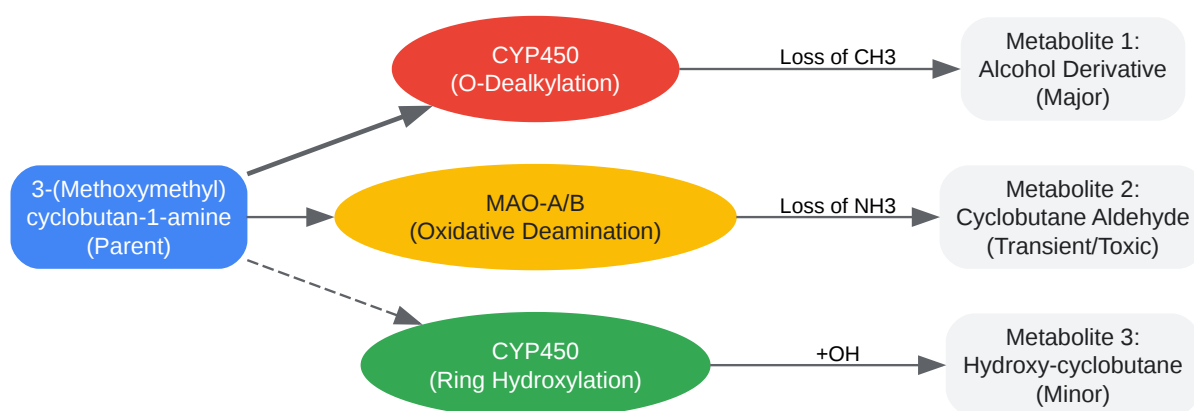 3-(Methoxymethyl)
cyclobutan-1-amine
(Parent)
CYP450
(O-Dealkylation)
Loss of CH3
Metabolite 1:
Alcohol Derivative
(Major)
MAO-A/B
(Oxidative Deamination)
Loss of NH3
Metabolite 2:
Cyclobutane Aldehyde
(Transient/Toxic)
CYP450
(Ring Hydroxylation)
+OH
Metabolite 3:
Hydroxy-cyclobutane
(Minor)